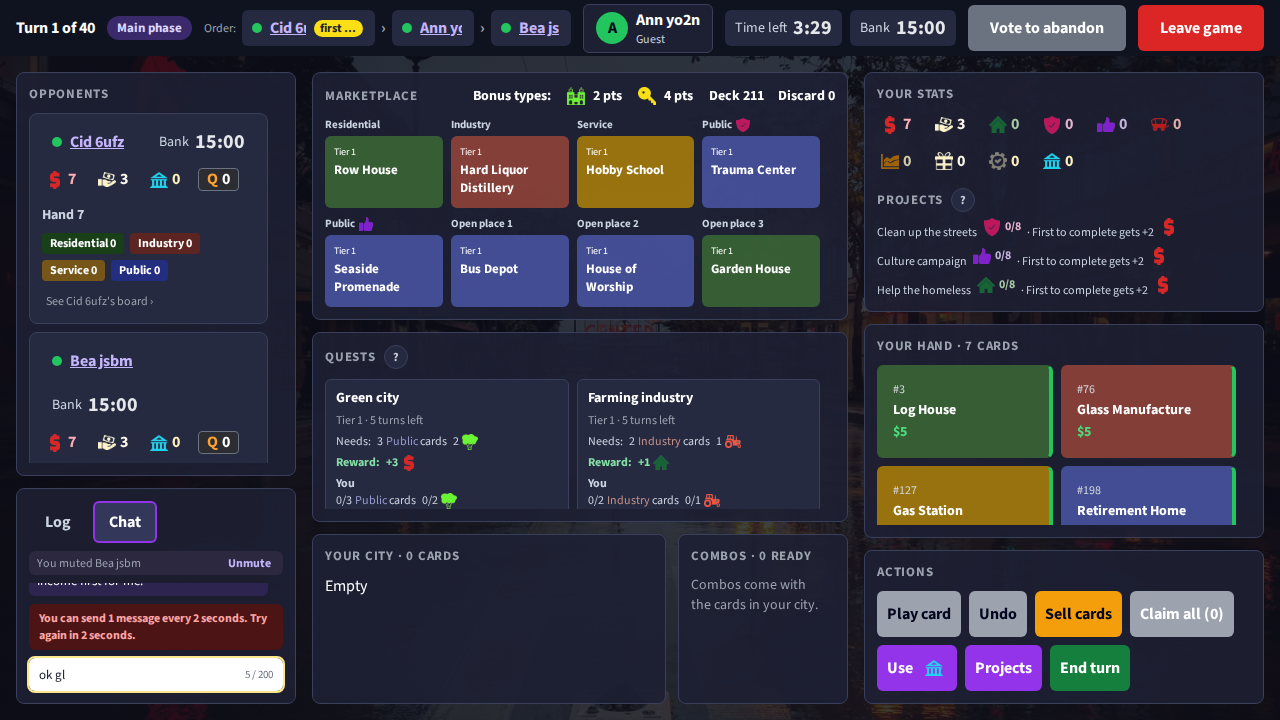 Turn 1 of 40
Main phase
Order:
Cid 6u
first ...
›
Ann yo
›
Bea js
A
Ann yo2n
Guest
Time left 3:29
Bank 15:00
Vote to abandon
Leave game
OPPONENTS
Cid 6ufz
Bank 15:00
7
3
0
Q 0
Hand 7
Residential 0
Industry 0
Service 0
Public 0
See Cid 6ufz's board ›
Bea jsbm
Bank 15:00
7
3
0
Q 0
Log
Chat
You muted Bea jsbm
Unmute
income first for me.
You can send 1 message every 2 seconds. Try
again in 2 seconds.
ok gl
5 / 200
MARKETPLACE
Bonus types:
2 pts
4 pts
Deck 211
Discard 0
Residential
Tier 1
Row House
Industry
Tier 1
Hard Liquor
Distillery
Service
Tier 1
Hobby School
Public
Tier 1
Trauma Center
Public
Tier 1
Seaside
Promenade
Open place 1
Tier 1
Bus Depot
Open place 2
Tier 1
House of
Worship
Open place 3
Tier 1
Garden House
QUESTS
?
Green city
Tier 1 · 5 turns left
Needs: 3 Public cards 2
Reward: +3
You
0/3 Public cards 0/2
Farming industry
Tier 1 · 5 turns left
Needs: 2 Industry cards 1
Reward: +1
You
0/2 Industry cards 0/1
YOUR CITY · 0 CARDS
Empty
COMBOS · 0 READY
Combos come with
the cards in your city.
YOUR STATS
7
3
0
0
0
0
0
0
0
0
PROJECTS
?
Clean up the streets 0/8 · First to complete gets +2
Culture campaign 0/8 · First to complete gets +2
Help the homeless 0/8 · First to complete gets +2
YOUR HAND · 7 CARDS
#3
Log House
$5
#76
Glass Manufacture
$5
#127
Gas Station
#198
Retirement Home
ACTIONS
Play card
Undo
Sell cards
Claim all (0)
Use
Projects
End turn